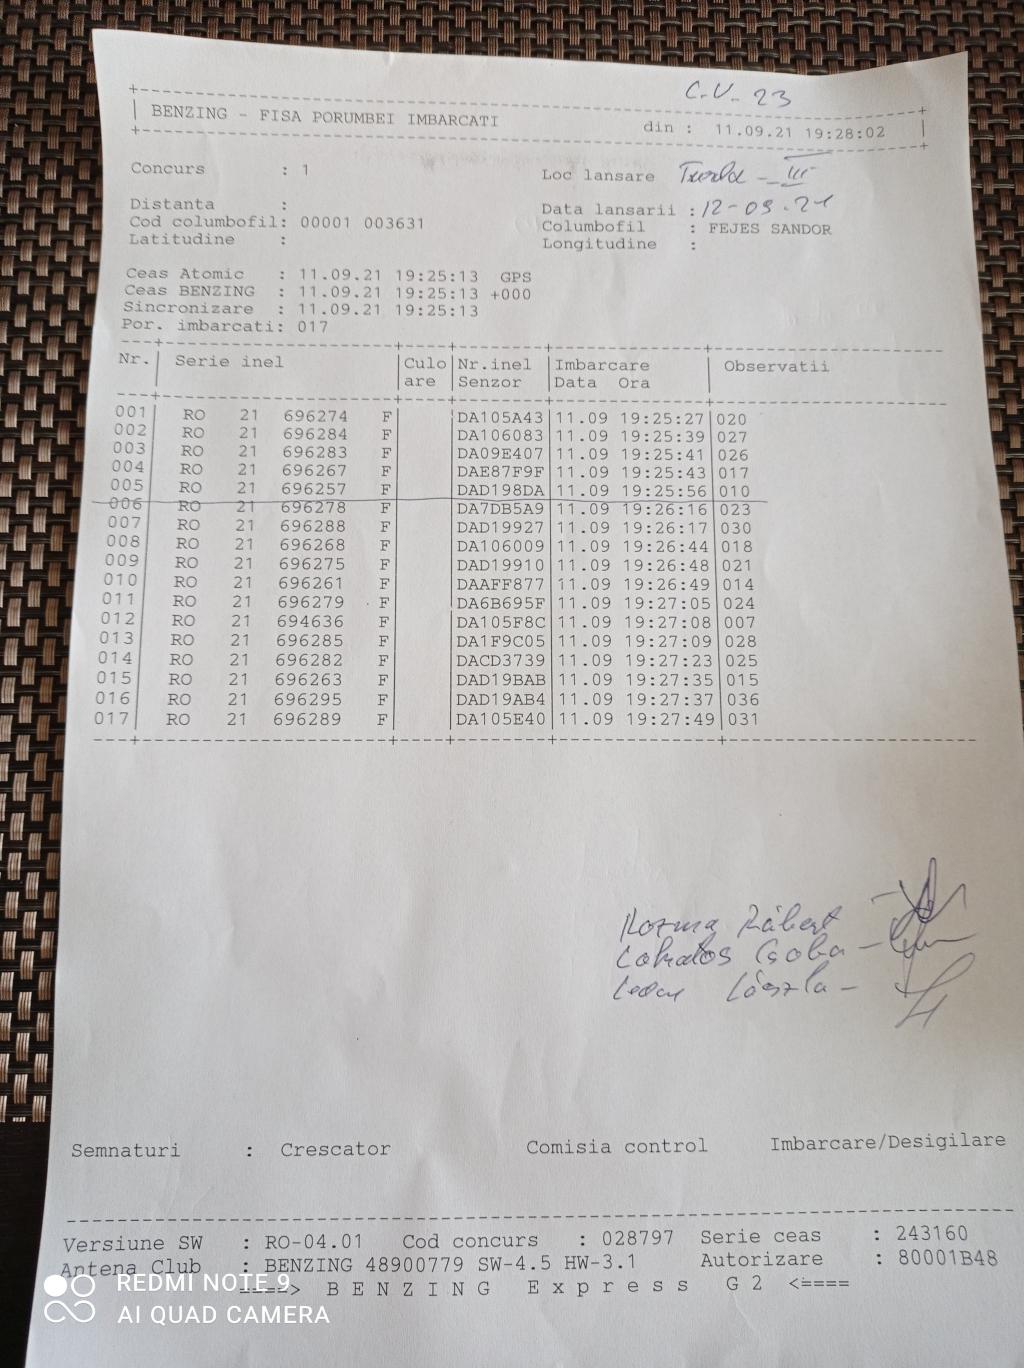 C.V. 23
BENZING - FISA PORUMBEI IMBARCATI din : 11.09.21 19:28:02
Concurs : 1 Loc lansare Turda - III
Distanta : Data lansarii : 12-09.21
Cod columbofil: 00001 003631 Columbofil : FEJES SANDOR
Latitudine : Longitudine :
Ceas Atomic : 11.09.21 19:25:13 GPS
Ceas BENZING : 11.09.21 19:25:13 +000
Sincronizare : 11.09.21 19:25:13
Por. imbarcati: 017
Nr. Serie inel Culo Nr.inel Imbarcare Observatii
are Senzor Data Ora
001 RO 21 696274 F DA105A43 11.09 19:25:27 020
002 RO 21 696284 F DA106083 11.09 19:25:39 027
003 RO 21 696283 F DA09E407 11.09 19:25:41 026
004 RO 21 696267 F DAE87F9F 11.09 19:25:43 017
005 RO 21 696257 F DAD198DA 11.09 19:25:56 010
006 RO 21 696278 F DA7DB5A9 11.09 19:26:16 023
007 RO 21 696288 F DAD19927 11.09 19:26:17 030
008 RO 21 696268 F DA106009 11.09 19:26:44 018
009 RO 21 696275 F DAD19910 11.09 19:26:48 021
010 RO 21 696261 F DAAFF877 11.09 19:26:49 014
011 RO 21 696279 F DA6B695F 11.09 19:27:05 024
012 RO 21 694636 F DA105F8C 11.09 19:27:08 007
013 RO 21 696285 F DA1F9C05 11.09 19:27:09 028
014 RO 21 696282 F DACD3739 11.09 19:27:23 025
015 RO 21 696263 F DAD19BAB 11.09 19:27:35 015
016 RO 21 696295 F DAD19AB4 11.09 19:27:37 036
017 RO 21 696289 F DA105E40 11.09 19:27:49 031
Kozma Róbert
Csaba -
László -
Semnaturi : Crescator Comisia control Imbarcare/Desigilare
Versiune SW : RO-04.01 Cod concurs : 028797 Serie ceas : 243160
Antena Club : BENZING 48900779 SW-4.5 HW-3.1 Autorizare : 80001B48
====> B E N Z I N G E x p r e s s G 2 <====
REDMI NOTE 9
AI QUAD CAMERA